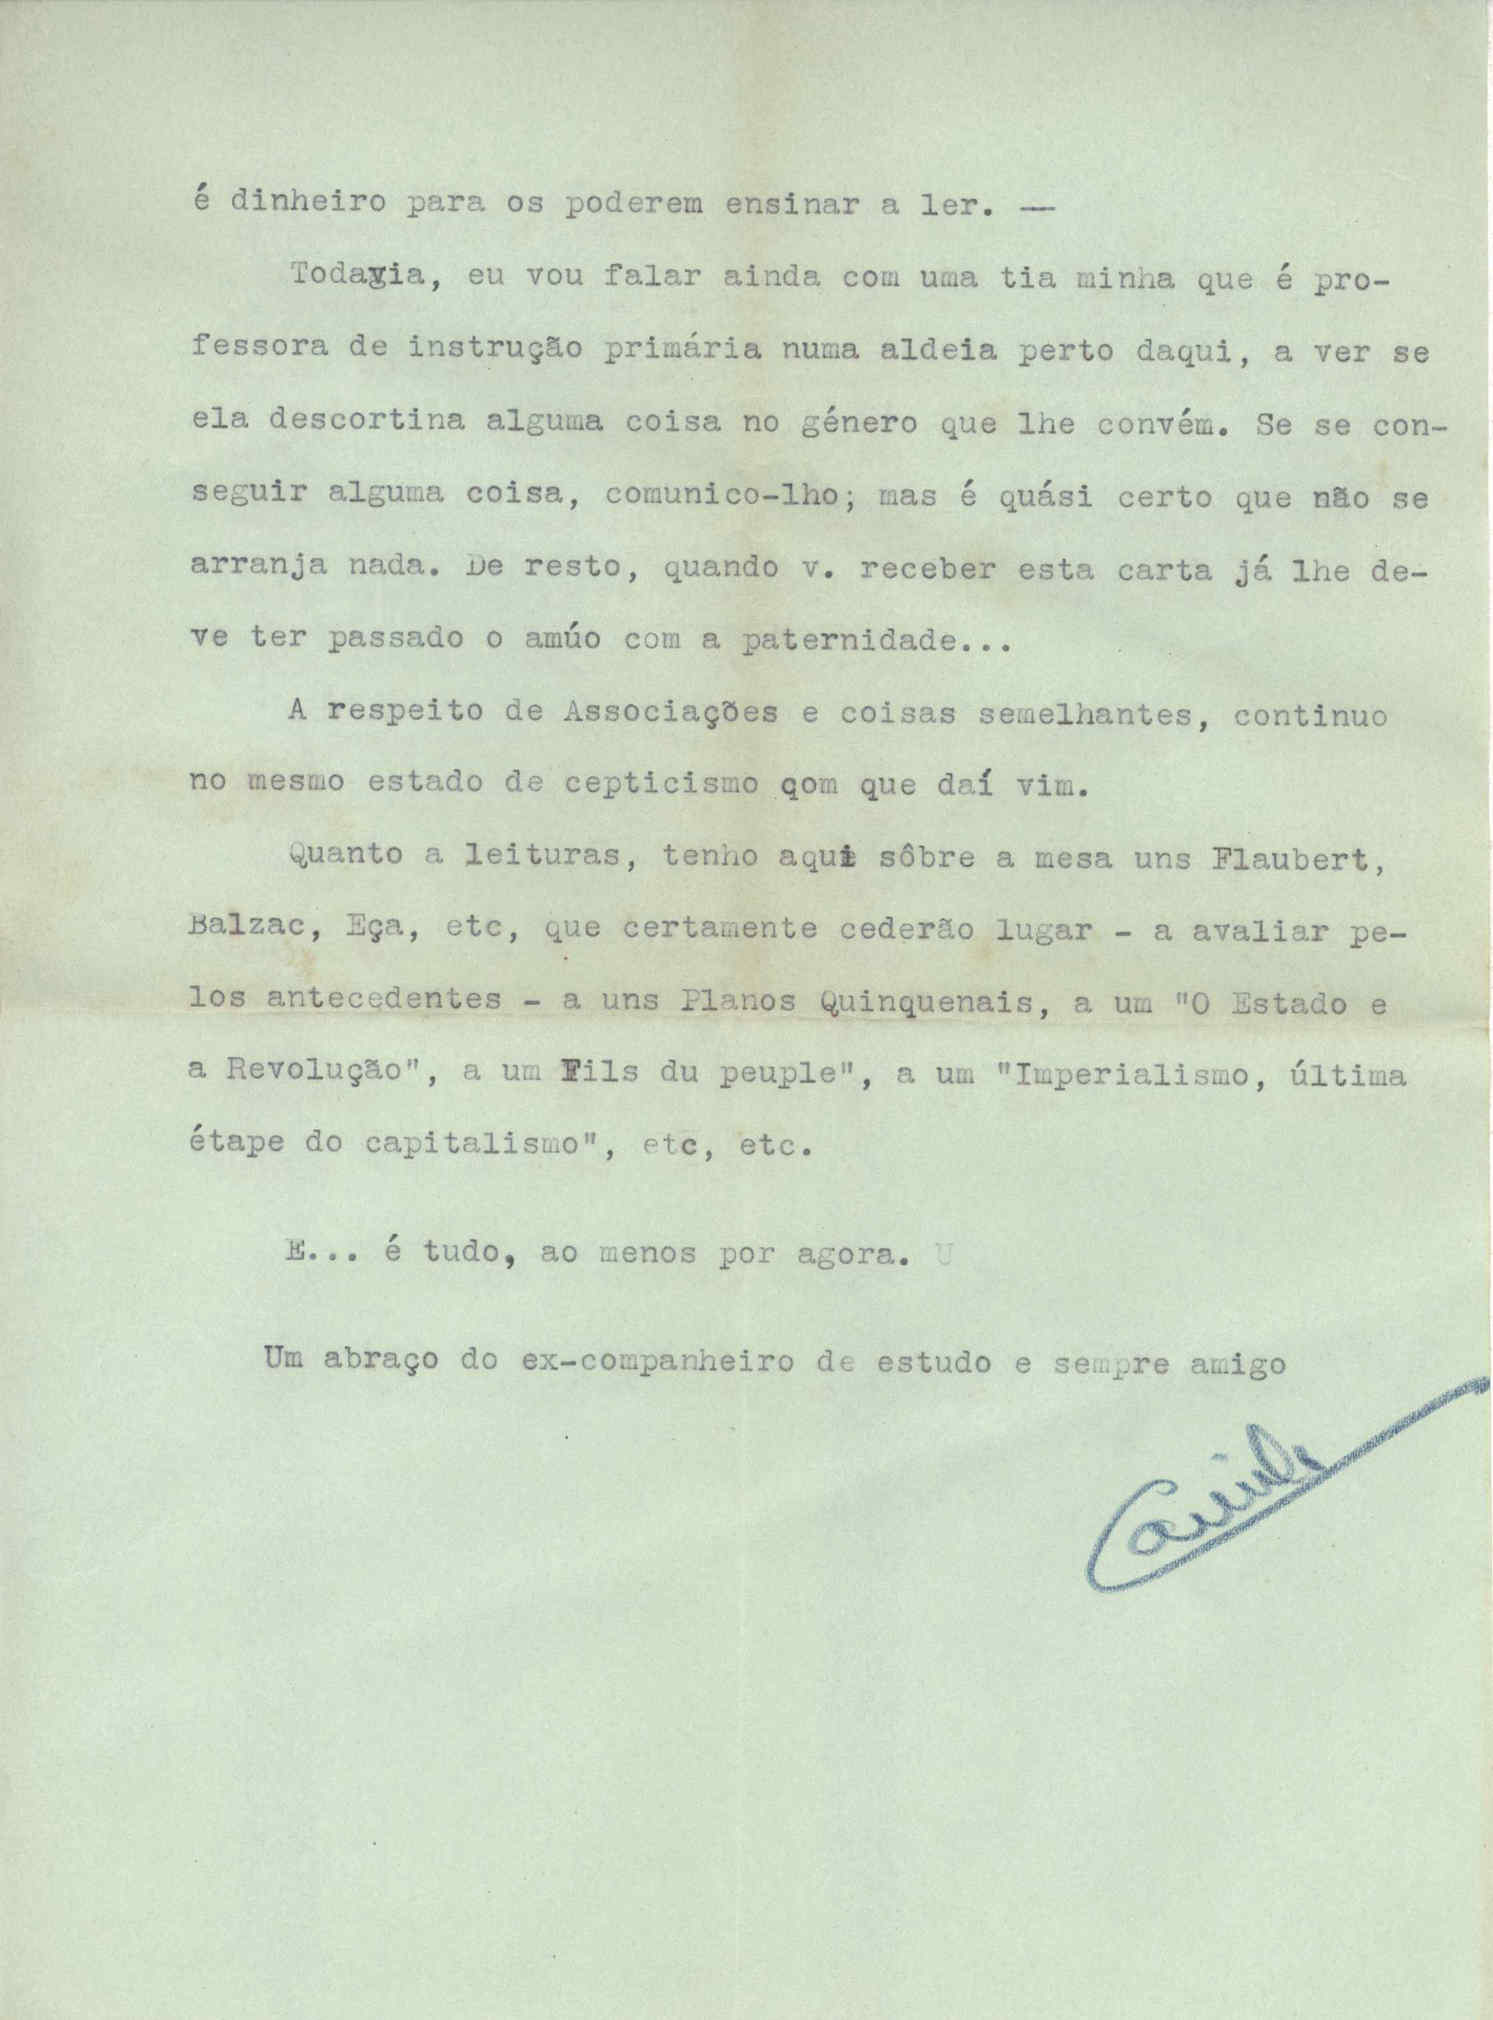 é dinheiro para os poderem ensinar a ler. —
Todavia, eu vou falar ainda com uma tia minha que é pro-
fessora de instrução primária numa aldeia perto daqui, a ver se
ela descortina alguma coisa no género que lhe convém. Se se con-
seguir alguma coisa, comunico-lho; mas é quási certo que não se
arranja nada. De resto, quando v. receber esta carta já lhe de-
ve ter passado o amúo com a paternidade...
A respeito de Associações e coisas semelhantes, continuo
no mesmo estado de cepticismo qom que daí vim.
Quanto a leituras, tenho aqui sôbre a mesa uns Flaubert,
Balzac, Eça, etc, que certamente cederão lugar - a avaliar pe-
los antecedentes - a uns Planos Quinquenais, a um "O Estado e
a Revolução", a um Fils du peuple", a um "Imperialismo, última
étape do capitalismo", etc, etc.
E... é tudo, ao menos por agora. U
Um abraço do ex-companheiro de estudo e sempre amigo